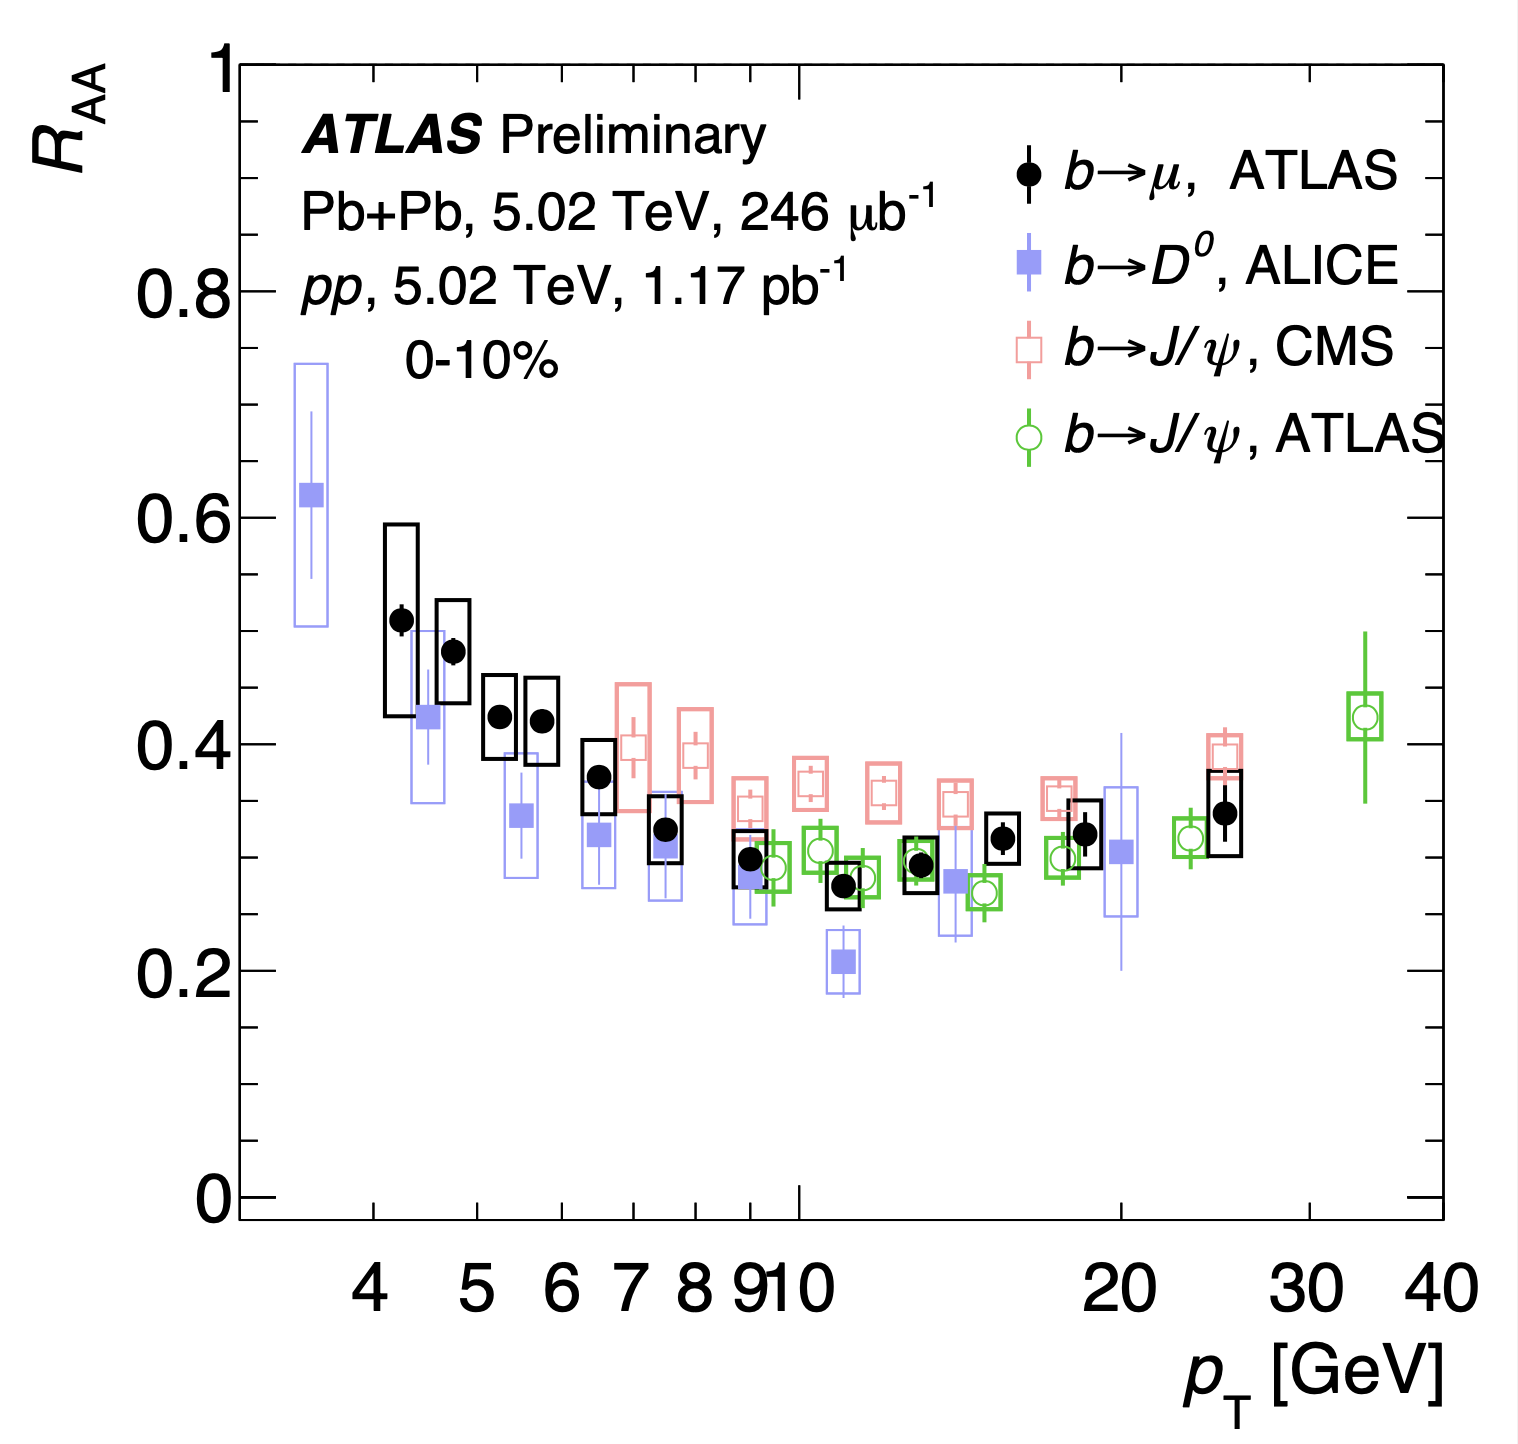 R_AA
1
0.8
0.6
0.4
0.2
0
ATLAS Preliminary
Pb+Pb, 5.02 TeV, 246 μb⁻¹
pp, 5.02 TeV, 1.17 pb⁻¹
0-10%
b→μ, ATLAS
b→D⁰, ALICE
b→J/ψ, CMS
b→J/ψ, ATLAS
4 5 6 7 8 9 10 20 30 40
p_T [GeV]